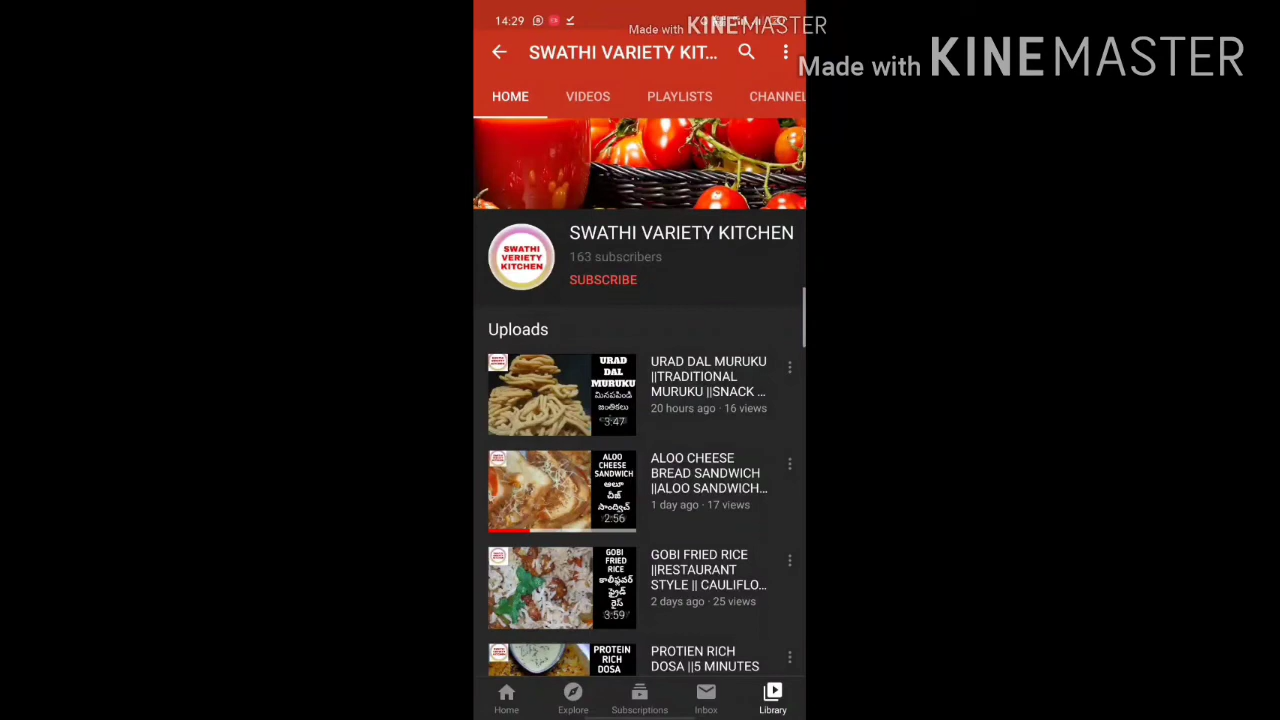 14:29
Made with KINEMASTER
Made with KINEMASTER
SWATHI VARIETY KIT...
HOME VIDEOS PLAYLISTS CHANNEL
SWATHI VARIETY KITCHEN
163 subscribers
SUBSCRIBE
SWATHI
VERIETY
KITCHEN
Uploads
URAD
DAL
MURUKU
మినపపిండి
జంతికలు
3:47
URAD DAL MURUKU
||TRADITIONAL
MURUKU ||SNACK ...
20 hours ago · 16 views
ALOO
CHEESE
SANDWICH
ఆలూ
చీజ్
సాండ్విచ్
2:56
ALOO CHEESE
BREAD SANDWICH
||ALOO SANDWICH...
1 day ago · 17 views
GOBI
FRIED
RICE
కాలీఫ్లవర్
ఫ్రైడ్
రైస్
3:59
GOBI FRIED RICE
||RESTAURANT
STYLE || CAULIFLO...
2 days ago · 25 views
PROTEIN
RICH
DOSA
PROTIEN RICH
DOSA ||5 MINUTES
Home Explore Subscriptions Inbox Library